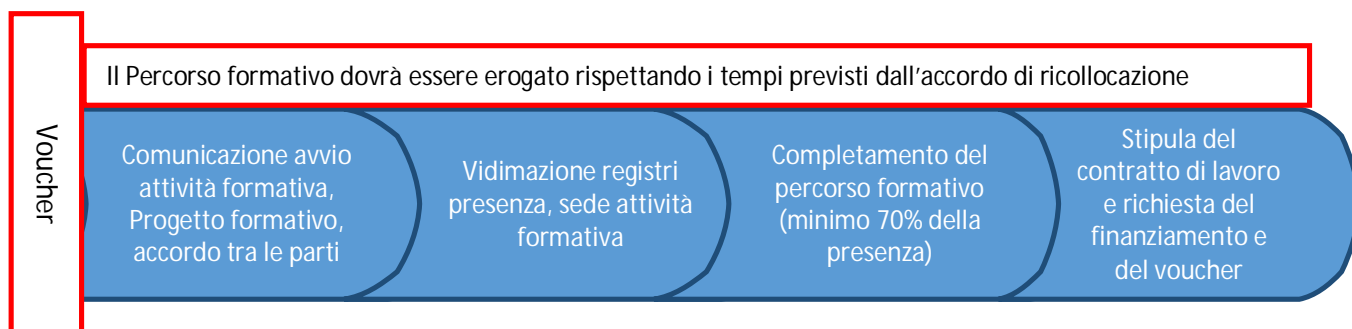 Voucher
Il Percorso formativo dovrà essere erogato rispettando i tempi previsti dall'accordo di ricollocazione
Comunicazione avvio
attività formativa,
Progetto formativo,
accordo tra le parti
Vidimazione registri
presenza, sede attività
formativa
Completamento del
percorso formativo
(minimo 70% della
presenza)
Stipula del
contratto di lavoro
e richiesta del
finanziamento e
del voucher